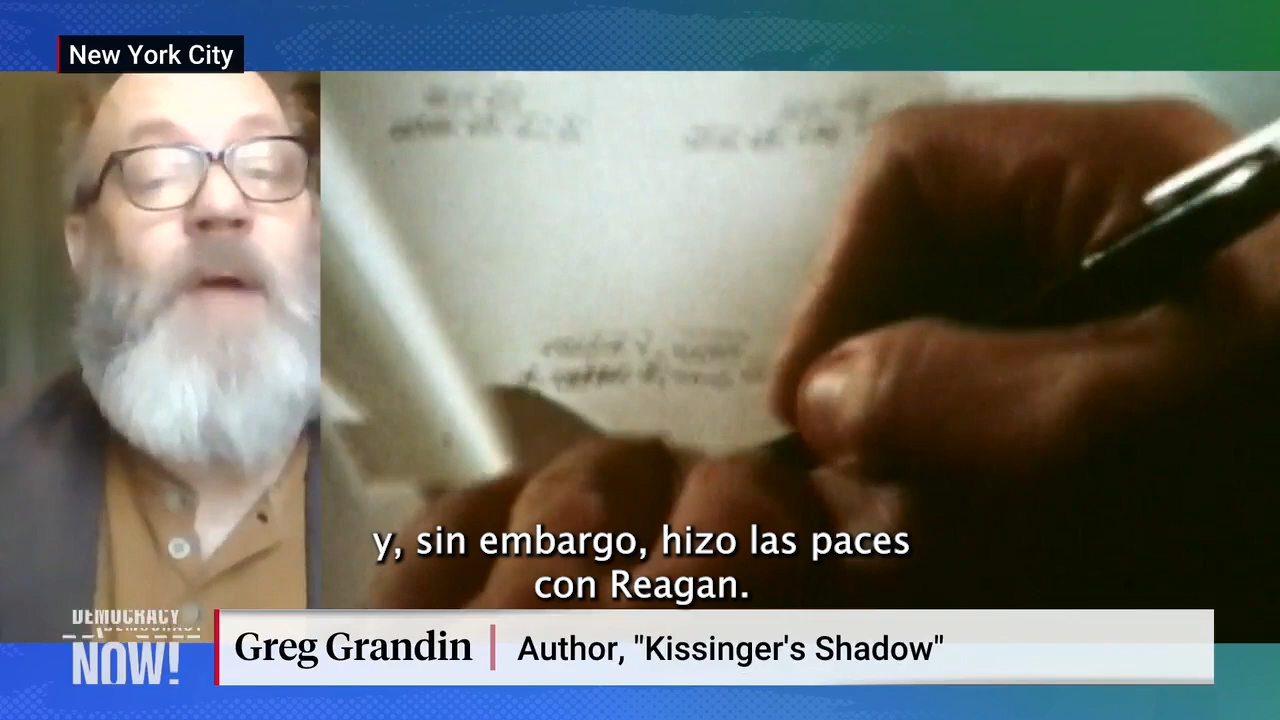 New York City
y, sin embargo, hizo las paces
con Reagan.
DEMOCRACY
NOW!
Greg Grandin
Author, "Kissinger's Shadow"